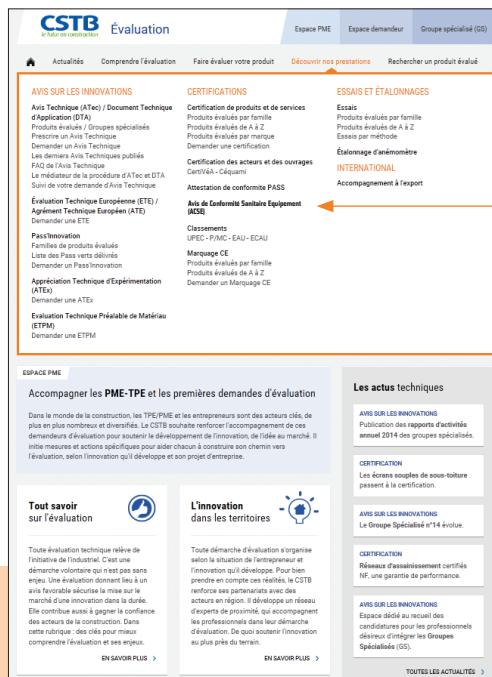 CSTB
le futur en construction
Évaluation
Espace PME
Espace demandeur
Groupe spécialisé (GS)
Actualités
Comprendre l'évaluation
Faire évaluer votre produit
Découvrir nos prestations
Rechercher un produit évalué
AVIS SUR LES INNOVATIONS
Avis Technique (ATec) / Document Technique
d'Application (DTA)
Produits évalués / Groupes spécialisés
Prescrire un Avis Technique
Demander un Avis Technique
Les derniers Avis Techniques publiés
FAQ de l'Avis Technique
Le médiateur de la procédure d'ATec et DTA
Suivi de votre demande d'Avis Technique
Évaluation Technique Européenne (ETE) /
Agrément Technique Européen (ATE)
Demander une ETE
Pass'Innovation
Familles de produits évalués
Liste des Pass verts délivrés
Demander un Pass'Innovation
Appréciation Technique d'Expérimentation
(ATEx)
Demander une ATEx
Evaluation Technique Préalable de Matériau
(ETPM)
Demander une ETPM
CERTIFICATIONS
Certification de produits et de services
Produits évalués par famille
Produits évalués de A à Z
Produits évalués par marque
Demander une certification
Certification des acteurs et des ouvrages
CertiVéA - Céquami
Attestation de conformite PASS
Avis de Conformité Sanitaire Equipement
(ACSE)
Classements
UPEC - P/MC - EAU - ECAU
Marquage CE
Produits évalués par famille
Produits évalués de A à Z
Demander un Marquage CE
ESSAIS ET ÉTALONNAGES
Essais
Produits évalués par famille
Produits évalués de A à Z
Essais par méthode
Étalonnage d'anémomètre
INTERNATIONAL
Accompagnement à l'export
ESPACE PME
Accompagner les PME-TPE et les premières demandes d'évaluation
Dans le monde de la construction, les TPE/PME et les entrepreneurs sont des acteurs clés, de
plus en plus nombreux et diversifiés. Le CSTB souhaite renforcer l'accompagnement de ces
demandeurs d'évaluation pour soutenir le développement de l'innovation, de l'idée au marché. Il
initie mesures et actions spécifiques pour aider chacun à construire son chemin vers
l'évaluation, selon l'innovation qu'il développe et son projet d'entreprise.
Tout savoir
sur l'évaluation
Toute évaluation technique relève de
l'initiative de l'industriel. C'est une
démarche volontaire qui n'est pas sans
enjeu. Une évaluation donnant lieu à un
avis favorable sécurise la mise sur le
marché d'une innovation dans la durée.
Elle contribue aussi à gagner la confiance
des acteurs de la construction. Dans
cette rubrique : des clés pour mieux
comprendre l'évaluation et ses enjeux.
EN SAVOIR PLUS >
L'innovation
dans les territoires
Toute démarche d'évaluation s'organise
selon la situation de l'entrepreneur et
l'innovation qu'il développe. Pour bien
prendre en compte ces réalités, le CSTB
renforce ses partenariats avec des
acteurs en région. Il développe un réseau
d'experts de proximité, qui accompagnent
les professionnels dans leur démarche
d'évaluation. De quoi soutenir l'innovation
au plus près du terrain.
EN SAVOIR PLUS >
Les actus techniques
AVIS SUR LES INNOVATIONS
Publication des rapports d'activités
annuel 2014 des groupes spécialisés.
CERTIFICATION
Les écrans souples de sous-toiture
passent à la certification.
AVIS SUR LES INNOVATIONS
Le Groupe Spécialisé n°14 évolue.
CERTIFICATION
Réseaux d'assainissement certifiés
NF, une garantie de performance.
AVIS SUR LES INNOVATIONS
Espace dédié au recueil des
candidatures pour les professionnels
désireux d'intégrer les Groupes
Spécialisés (GS).
TOUTES LES ACTUALITÉS >